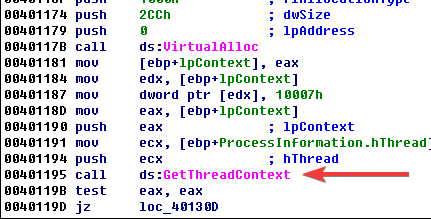 00401174 push 2CCh ; dwSize
00401179 push 0 ; lpAddress
0040117B call ds:VirtualAlloc
00401181 mov [ebp+lpContext], eax
00401184 mov edx, [ebp+lpContext]
00401187 mov dword ptr [edx], 10007h
0040118D mov eax, [ebp+lpContext]
00401190 push eax ; lpContext
00401191 mov ecx, [ebp+ProcessInformation.hThread]
00401194 push ecx ; hThread
00401195 call ds:GetThreadContext
0040119B test eax, eax
0040119D jz loc_40130D